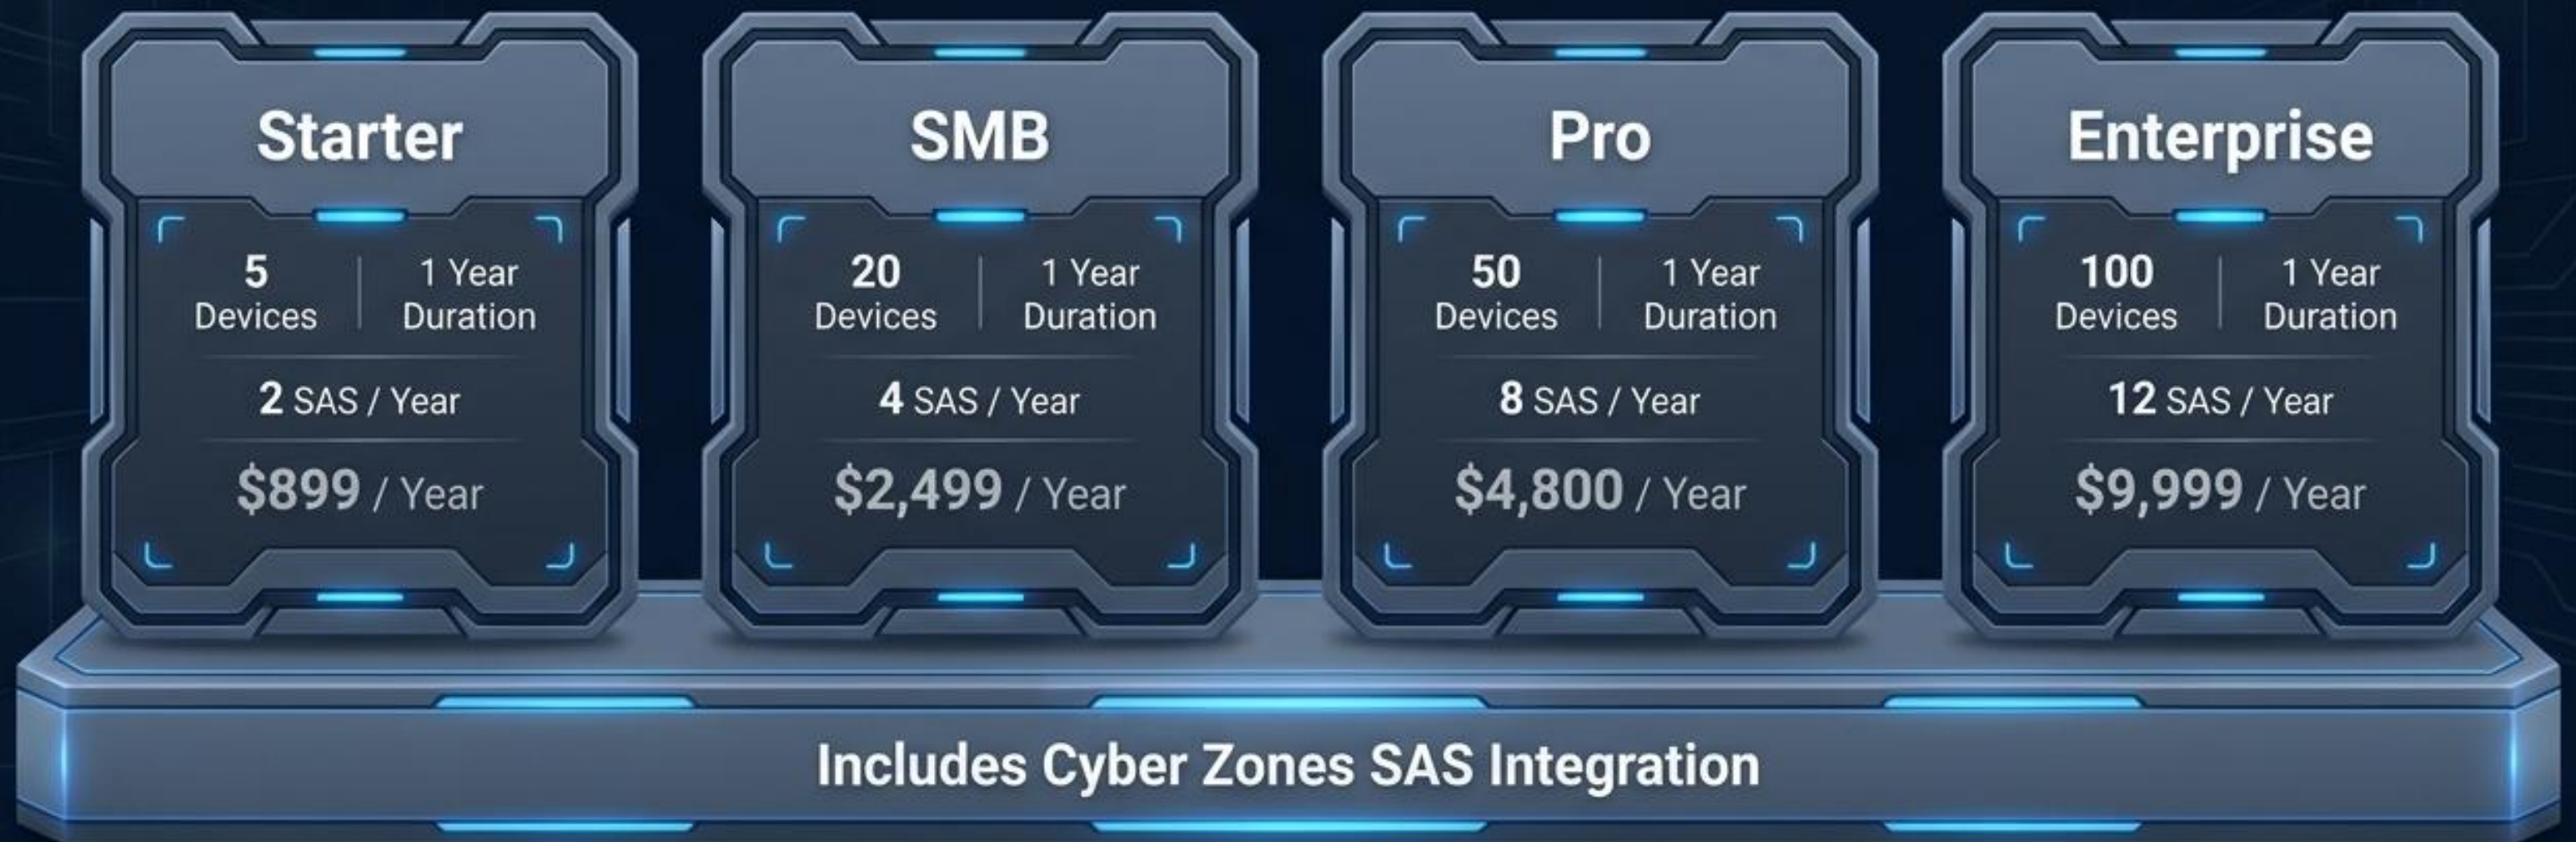 Starter
5
Devices
1 Year
Duration
2 SAS / Year
$899 / Year
SMB
20
Devices
1 Year
Duration
4 SAS / Year
$2,499 / Year
Pro
50
Devices
1 Year
Duration
8 SAS / Year
$4,800 / Year
Enterprise
100
Devices
1 Year
Duration
12 SAS / Year
$9,999 / Year
Includes Cyber Zones SAS Integration